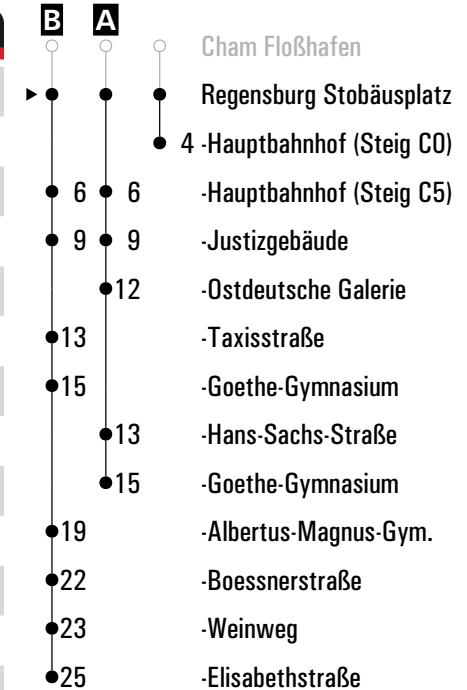 B A
Cham Floßhafen
Regensburg Stobäusplatz
4 -Hauptbahnhof (Steig C0)
6 6 -Hauptbahnhof (Steig C5)
9 9 -Justizgebäude
12 -Ostdeutsche Galerie
13 -Taxisstraße
15 -Goethe-Gymnasium
13 -Hans-Sachs-Straße
15 -Goethe-Gymnasium
19 -Albertus-Magnus-Gym.
22 -Boessnerstraße
23 -Weinweg
25 -Elisabethstraße